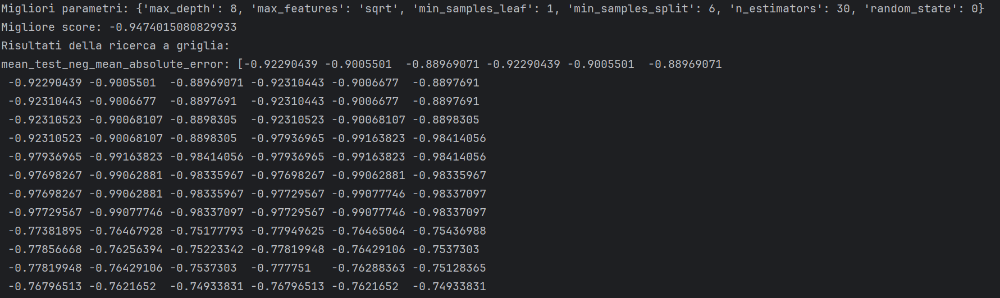 Migliori parametri: {'max_depth': 8, 'max_features': 'sqrt', 'min_samples_leaf': 1, 'min_samples_split': 6, 'n_estimators': 30, 'random_state': 0}
Migliore score: -0.9474015080829933
Risultati della ricerca a griglia:
mean_test_neg_mean_absolute_error: [-0.92290439 -0.9005501  -0.88969071 -0.92290439 -0.9005501  -0.88969071
 -0.92290439 -0.9005501  -0.88969071 -0.92310443 -0.9006677  -0.8897691
 -0.92310443 -0.9006677  -0.8897691  -0.92310443 -0.9006677  -0.8897691
 -0.92310523 -0.90068107 -0.8898305  -0.92310523 -0.90068107 -0.8898305
 -0.92310523 -0.90068107 -0.8898305  -0.97936965 -0.99163823 -0.98414056
 -0.97936965 -0.99163823 -0.98414056 -0.97936965 -0.99163823 -0.98414056
 -0.97698267 -0.99062881 -0.98335967 -0.97698267 -0.99062881 -0.98335967
 -0.97698267 -0.99062881 -0.98335967 -0.97729567 -0.99077746 -0.98337097
 -0.97729567 -0.99077746 -0.98337097 -0.97729567 -0.99077746 -0.98337097
 -0.77381895 -0.76467928 -0.75177793 -0.77949625 -0.76465064 -0.75436988
 -0.77856668 -0.76256394 -0.75223342 -0.77819948 -0.76429106 -0.7537303
 -0.77819948 -0.76429106 -0.7537303  -0.777751   -0.76288363 -0.75128365
 -0.76796513 -0.7621652  -0.74933831 -0.76796513 -0.7621652  -0.74933831